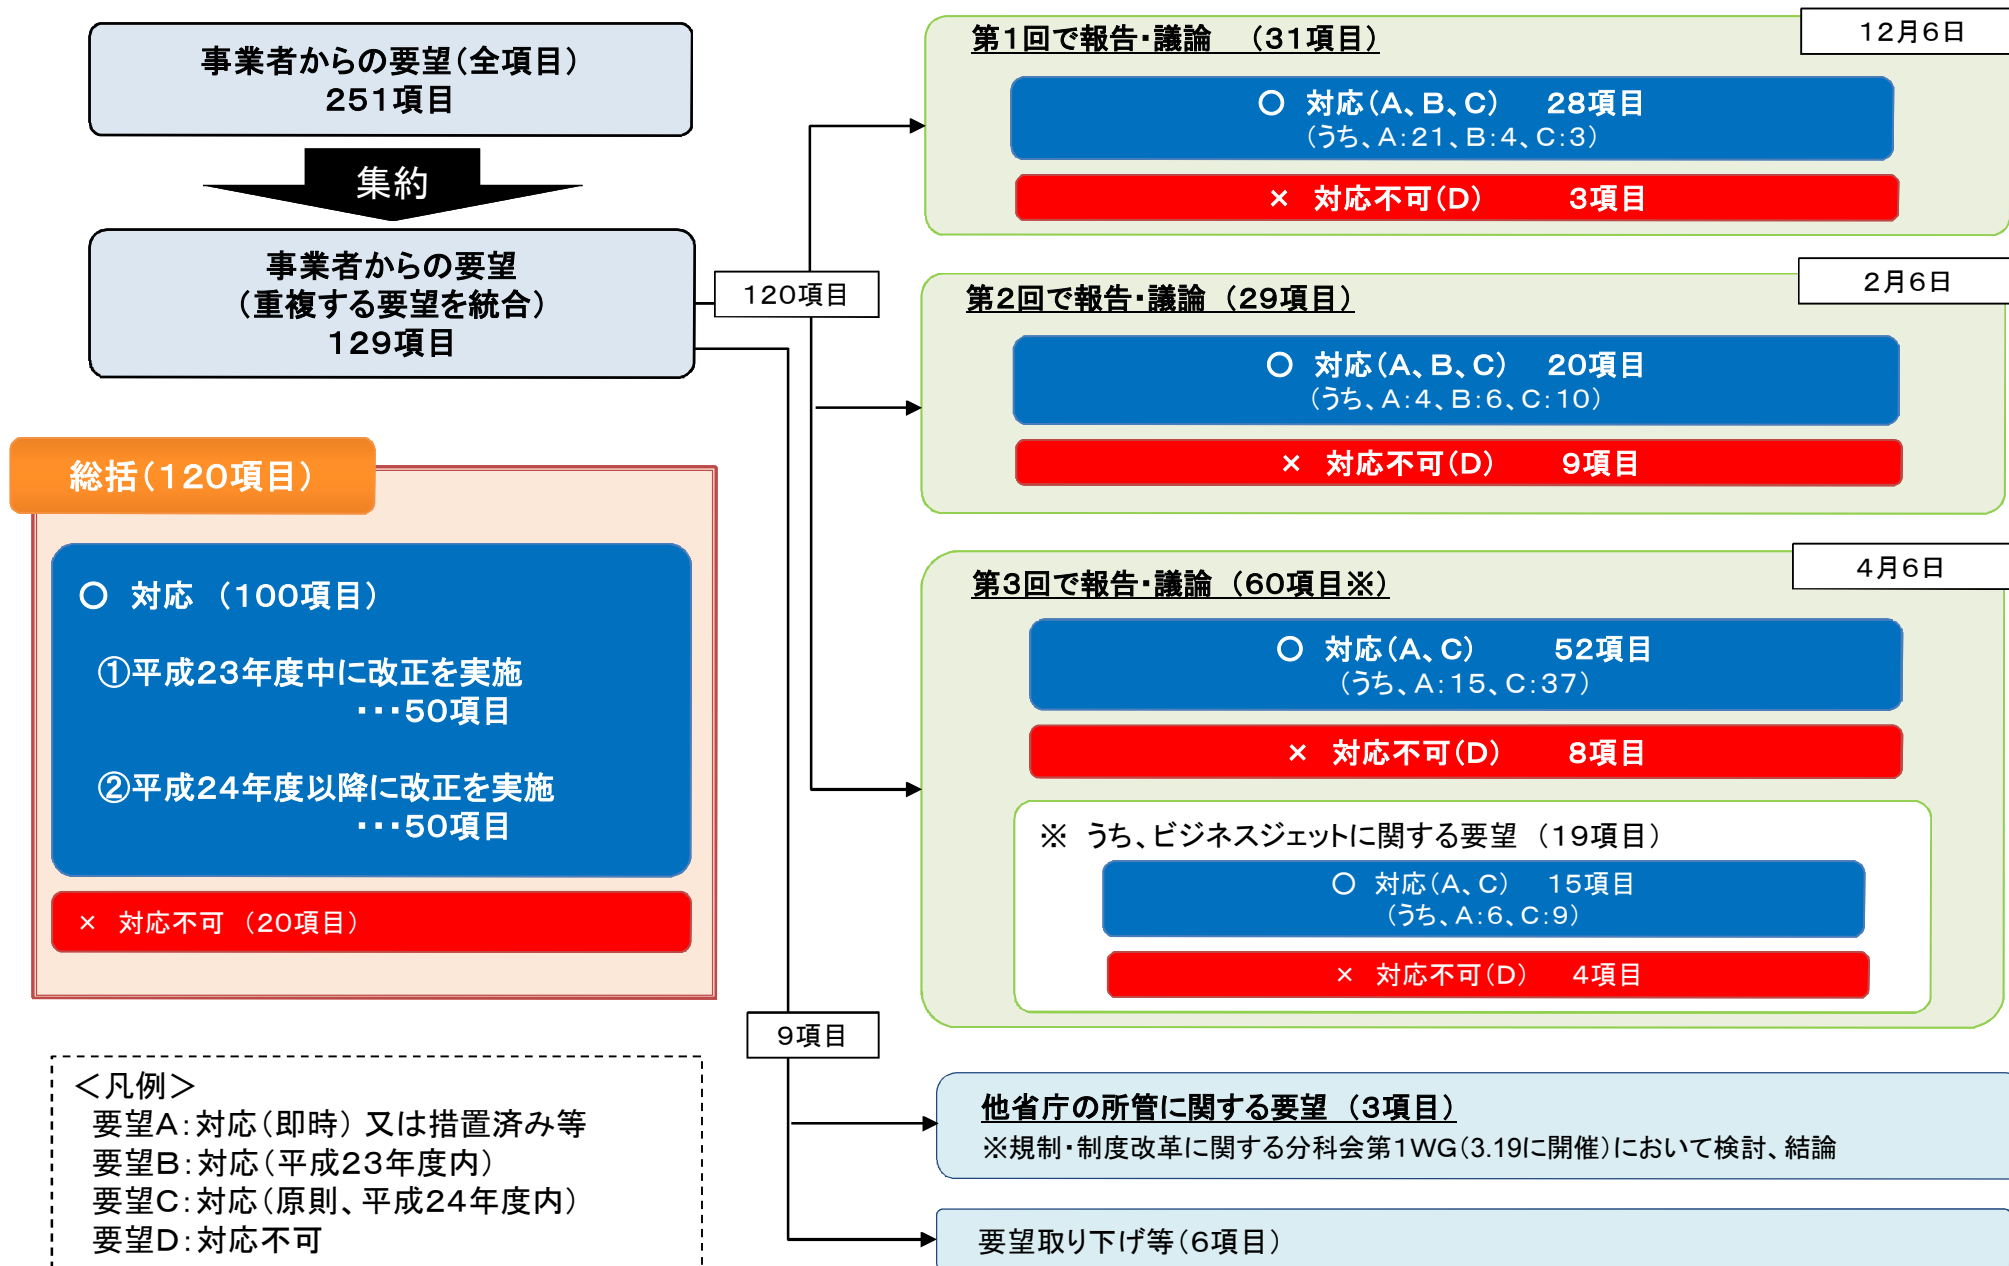 事業者からの要望(全項目)
251項目
集約
事業者からの要望
(重複する要望を統合)
129項目
120項目
9項目
総括(120項目)
○ 対応 (100項目)
①平成23年度中に改正を実施
・・・50項目
②平成24年度以降に改正を実施
・・・50項目
× 対応不可 (20項目)
<凡例>
要望A:対応(即時) 又は措置済み等
要望B:対応(平成23年度内)
要望C:対応(原則、平成24年度内)
要望D:対応不可
12月6日
第1回で報告・議論 (31項目)
○ 対応(A、B、C) 28項目
(うち、A:21、B:4、C:3)
× 対応不可(D) 3項目
2月6日
第2回で報告・議論 (29項目)
○ 対応(A、B、C) 20項目
(うち、A:4、B:6、C:10)
× 対応不可(D) 9項目
4月6日
第3回で報告・議論 (60項目※)
○ 対応(A、C) 52項目
(うち、A:15、C:37)
× 対応不可(D) 8項目
※ うち、ビジネスジェットに関する要望 (19項目)
○ 対応(A、C) 15項目
(うち、A:6、C:9)
× 対応不可(D) 4項目
他省庁の所管に関する要望 (3項目)
※規制・制度改革に関する分科会第1WG(3.19に開催)において検討、結論
要望取り下げ等(6項目)